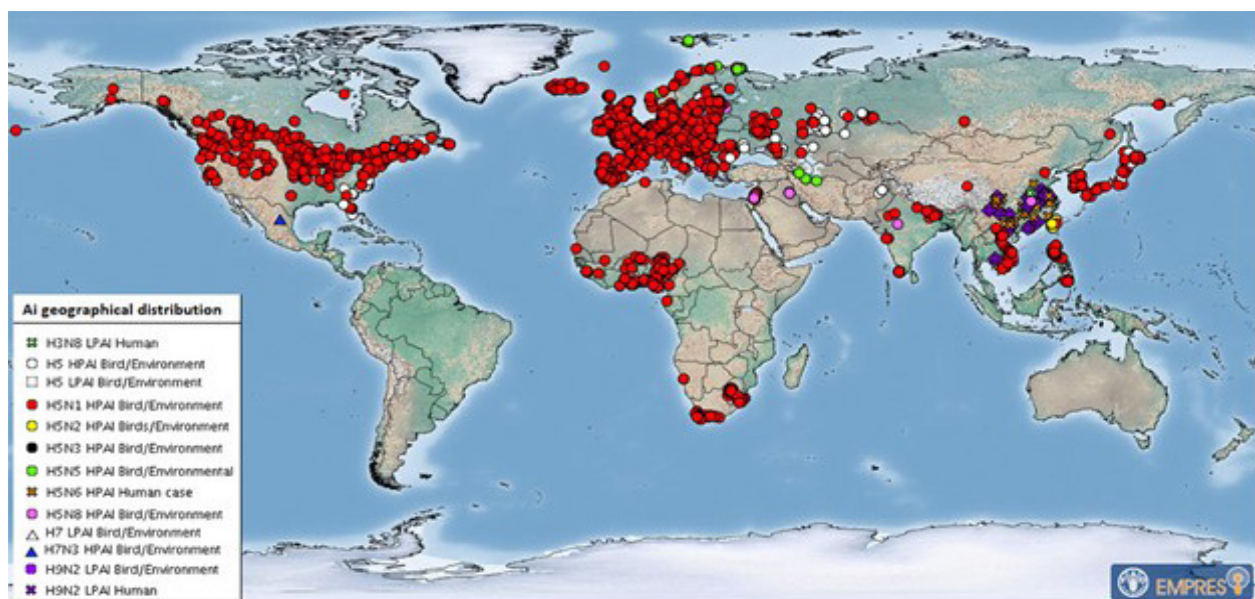 Ai geographical distribution
H3N8 LPAI Human
H5 HPAI Bird/Environment
H5 LPAI Bird/Environment
H5N1 HPAI Bird/Environment
H5N2 HPAI Birds/Environment
H5N3 HPAI Bird/Environment
H5N5 HPAI Bird/Environmental
H5N6 HPAI Human case
H5N8 HPAI Bird/Environment
H7 LPAI Bird/Environment
H7N3 HPAI Bird/Environment
H9N2 LPAI Bird/Environment
H9N2 LPAI Human
EMPRES